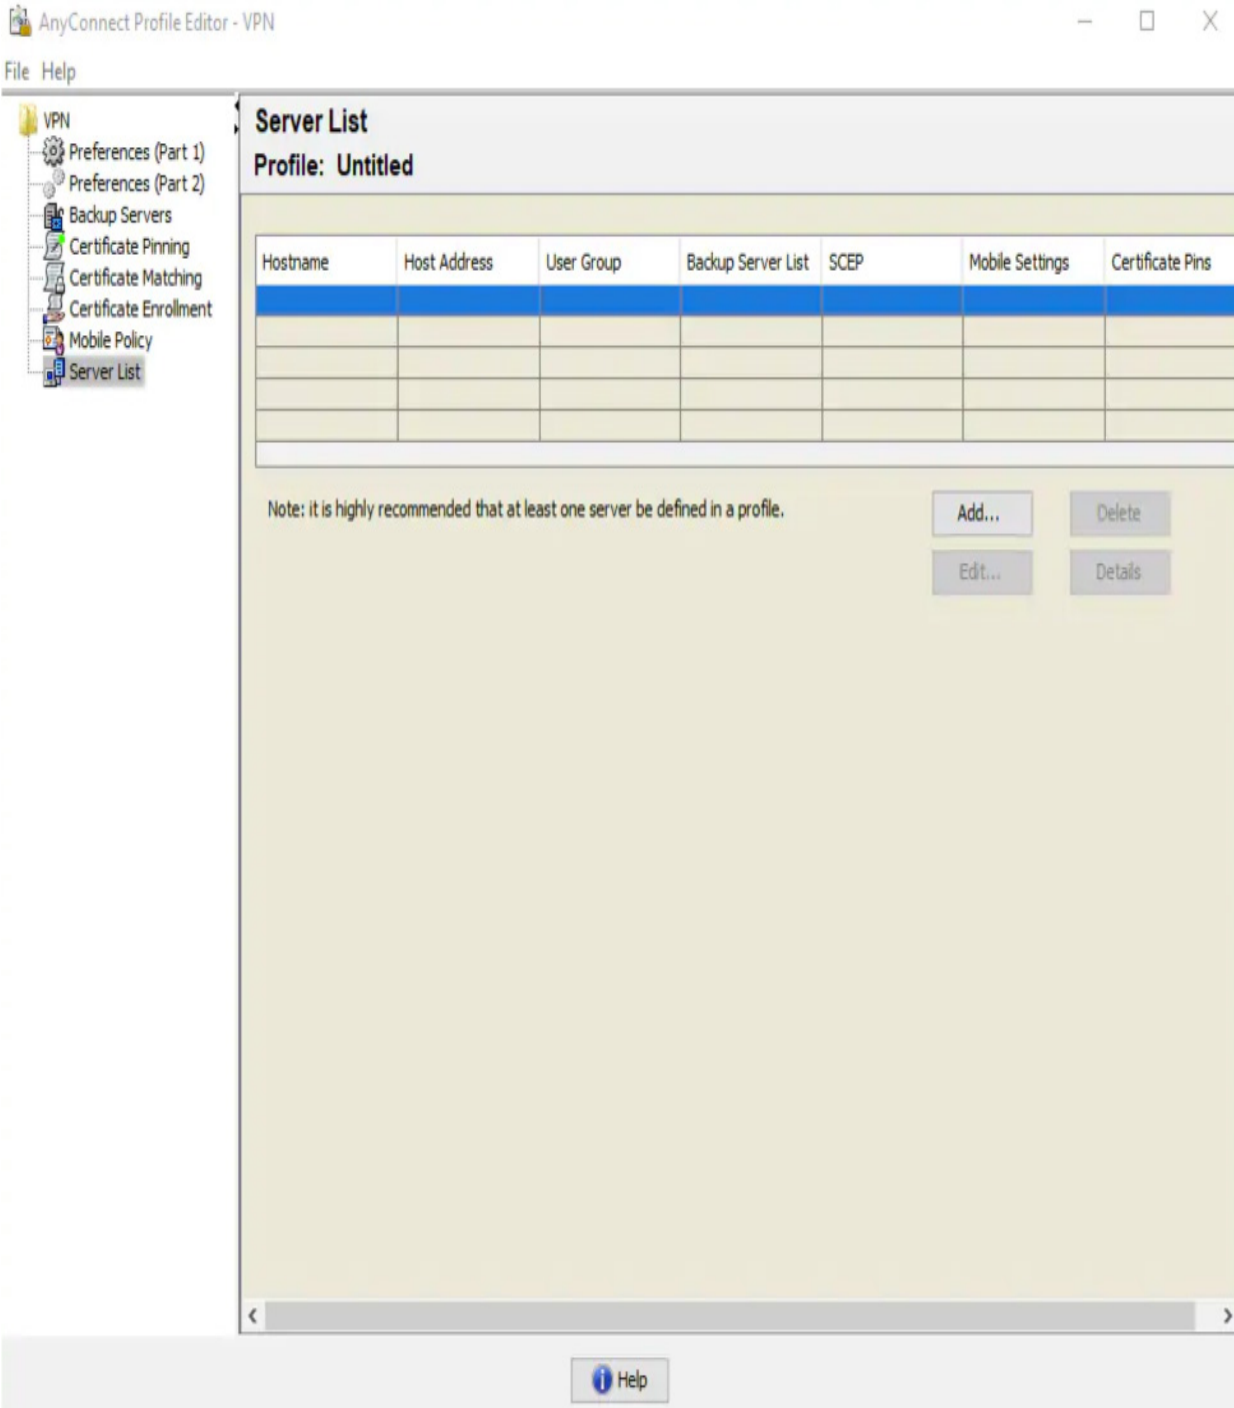 AnyConnect Profile Editor - VPN
File Help
VPN
Preferences (Part 1)
Preferences (Part 2)
Backup Servers
Certificate Pinning
Certificate Matching
Certificate Enrollment
Mobile Policy
Server List
Server List
Profile: Untitled
Hostname Host Address User Group Backup Server List SCEP Mobile Settings Certificate Pins
Note: it is highly recommended that at least one server be defined in a profile.
Add... Delete
Edit... Details
Help